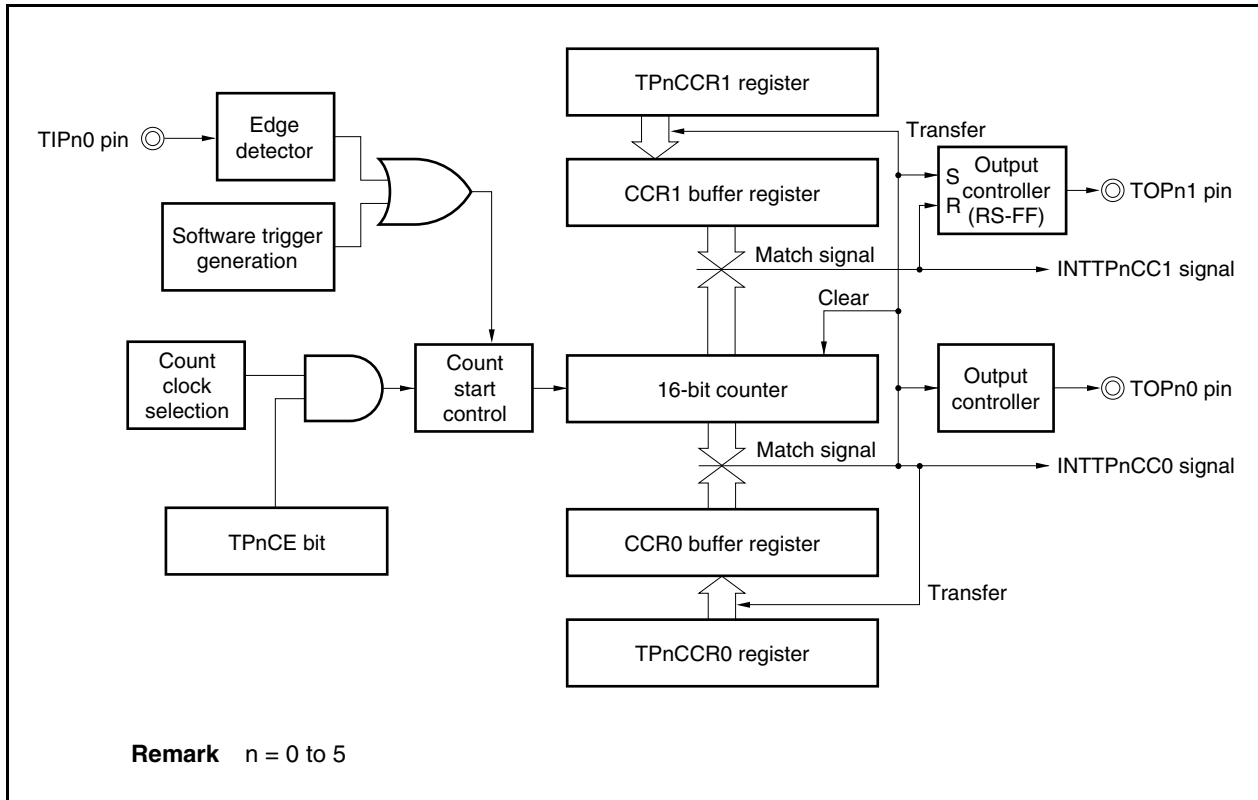 TPnCCR1 register
TIPn0 pin
Edge
detector
Transfer
CCR1 buffer register
S
R
Output
controller
(RS-FF)
TOPn1 pin
Software trigger
generation
Match signal
INTTPnCC1 signal
Clear
Count
clock
selection
Count
start
control
16-bit counter
Output
controller
TOPn0 pin
Match signal
INTTPnCC0 signal
TPnCE bit
CCR0 buffer register
Transfer
TPnCCR0 register
Remark n = 0 to 5